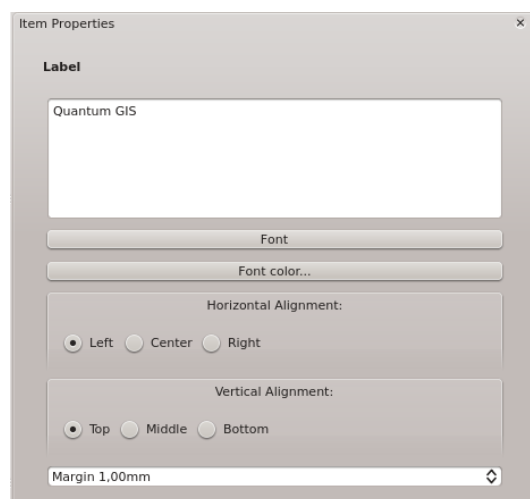 Item Properties
Label
Quantum GIS
Font
Font color...
Horizontal Alignment:
Left Center Right
Vertical Alignment:
Top Middle Bottom
Margin 1,00mm